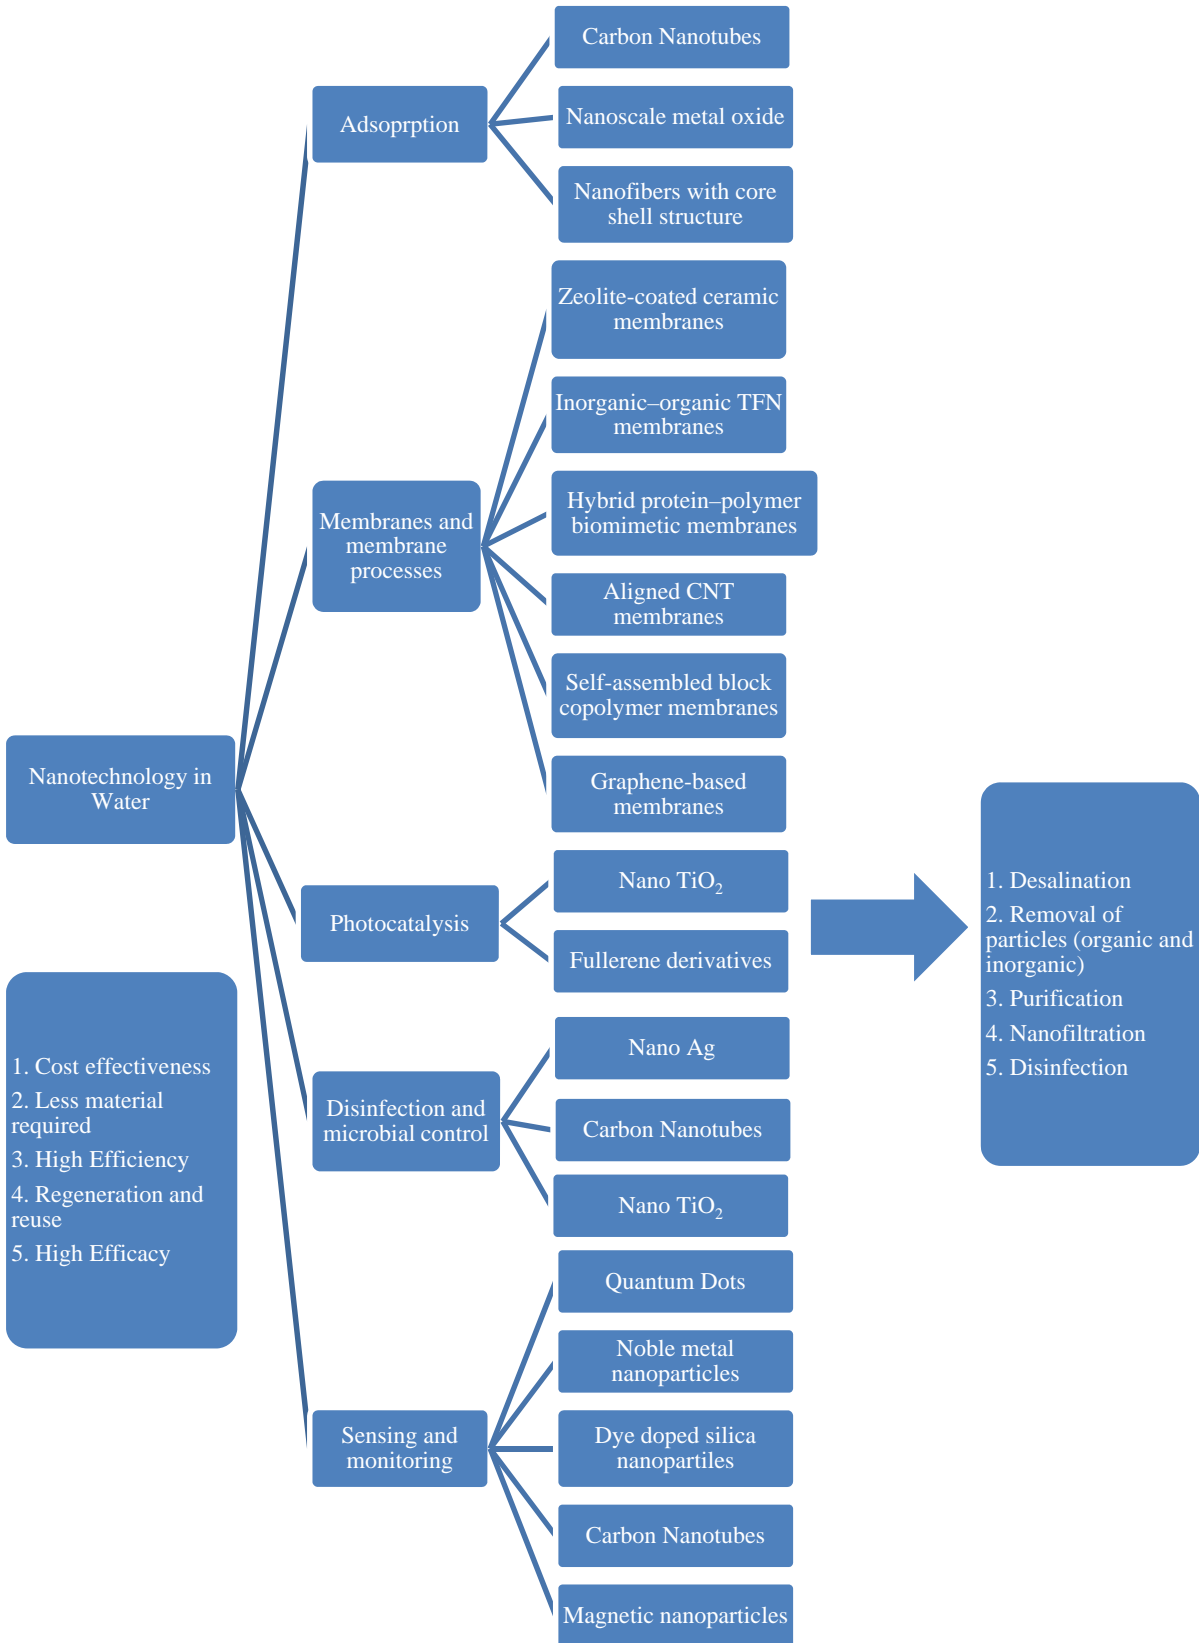 Nanotechnology in
Water
1. Cost effectiveness
2. Less material
required
3. High Efficiency
4. Regeneration and
reuse
5. High Efficacy
Adsoprption
Carbon Nanotubes
Nanoscale metal oxide
Nanofibers with core
shell structure
Membranes and
membrane
processes
Zeolite-coated ceramic
membranes
Inorganic–organic TFN
membranes
Hybrid protein–polymer
biomimetic membranes
Aligned CNT
membranes
Self-assembled block
copolymer membranes
Graphene-based
membranes
Photocatalysis
Nano TiO₂
Fullerene derivatives
Disinfection and
microbial control
Nano Ag
Carbon Nanotubes
Nano TiO₂
Sensing and
monitoring
Quantum Dots
Noble metal
nanoparticles
Dye doped silica
nanopartiles
Carbon Nanotubes
Magnetic nanoparticles
1. Desalination
2. Removal of
particles (organic and
inorganic)
3. Purification
4. Nanofiltration
5. Disinfection